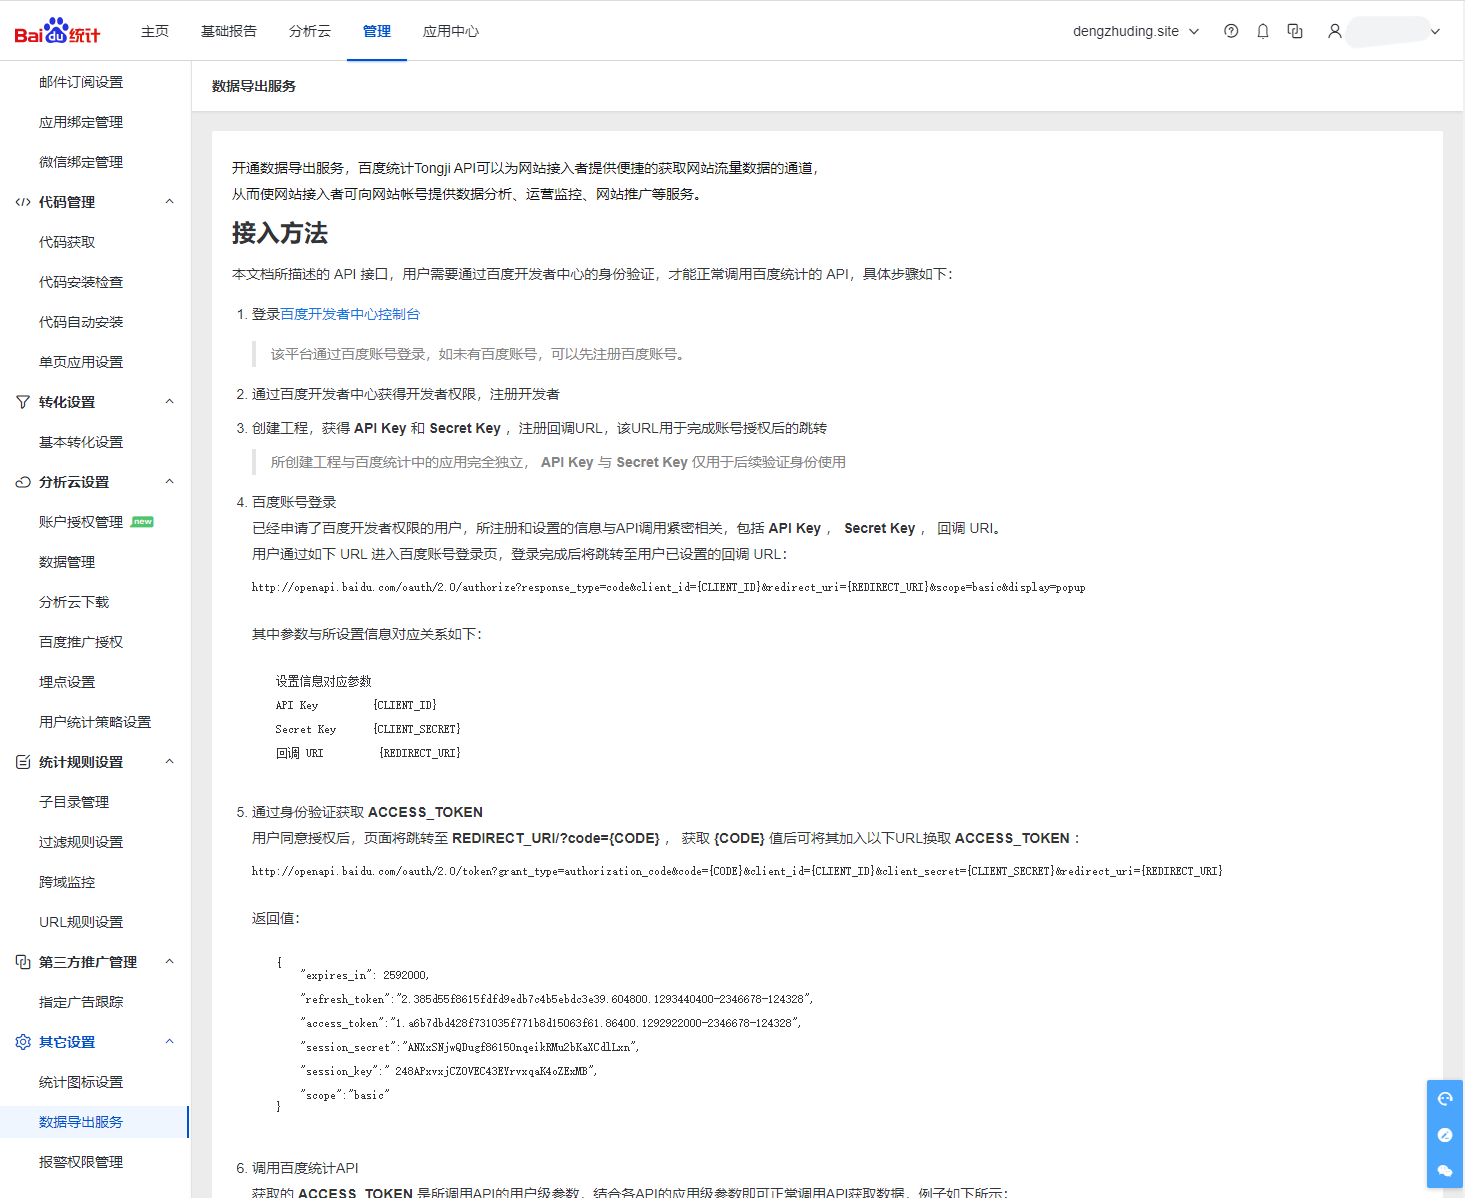 Bai du 统计
主页 基础报告 分析云 管理 应用中心
dengzhuding.site
邮件订阅设置
应用绑定管理
微信绑定管理
代码管理
代码获取
代码安装检查
代码自动安装
单页应用设置
转化设置
基本转化设置
分析云设置
账户授权管理 new
数据管理
分析云下载
百度推广授权
埋点设置
用户统计策略设置
统计规则设置
子目录管理
过滤规则设置
跨域监控
URL规则设置
第三方推广管理
指定广告跟踪
其它设置
统计图标设置
数据导出服务
报警权限管理
数据导出服务
开通数据导出服务，百度统计Tongji API可以为网站接入者提供便捷的获取网站流量数据的通道，
从而使网站接入者可向网站帐号提供数据分析、运营监控、网站推广等服务。
接入方法
本文档所描述的 API 接口，用户需要通过百度开发者中心的身份验证，才能正常调用百度统计的 API，具体步骤如下：
1. 登录百度开发者中心控制台
该平台通过百度账号登录，如未有百度账号，可以先注册百度账号。
2. 通过百度开发者中心获得开发者权限，注册开发者
3. 创建工程，获得 API Key 和 Secret Key ，注册回调URL，该URL用于完成账号授权后的跳转
所创建工程与百度统计中的应用完全独立， API Key 与 Secret Key 仅用于后续验证身份使用
4. 百度账号登录
已经申请了百度开发者权限的用户，所注册和设置的信息与API调用紧密相关，包括 API Key ， Secret Key ， 回调 URI。
用户通过如下 URL 进入百度账号登录页，登录完成后将跳转至用户已设置的回调 URL：
http://openapi.baidu.com/oauth/2.0/authorize?response_type=code&client_id={CLIENT_ID}&redirect_uri={REDIRECT_URI}&scope=basic&display=popup
其中参数与所设置信息对应关系如下：
设置信息对应参数
API Key {CLIENT_ID}
Secret Key {CLIENT_SECRET}
回调 URI {REDIRECT_URI}
5. 通过身份验证获取 ACCESS_TOKEN
用户同意授权后，页面将跳转至 REDIRECT_URI/?code={CODE} ， 获取 {CODE} 值后可将其加入以下URL换取 ACCESS_TOKEN ：
http://openapi.baidu.com/oauth/2.0/token?grant_type=authorization_code&code={CODE}&client_id={CLIENT_ID}&client_secret={CLIENT_SECRET}&redirect_uri={REDIRECT_URI}
返回值：
{
"expires_in": 2592000,
"refresh_token":"2.385d55f8615fdfd9edb7c4b5ebdc3e39.604800.1293440400-2346678-124328",
"access_token":"1.a6b7dbd428f731035f771b8d15063f61.86400.1292922000-2346678-124328",
"session_secret":"ANXxSNjwQDugf8615OnqeikRMu2bKaXCdlLxn",
"session_key":" 248APxvxjCZ0VEC43EYrvxqaK4oZExMB",
"scope":"basic"
}
6. 调用百度统计API
获取的 ACCESS_TOKEN 是所调用API的用户级参数，结合各API的应用级参数即可正常调用API获取数据，例子如下所示：